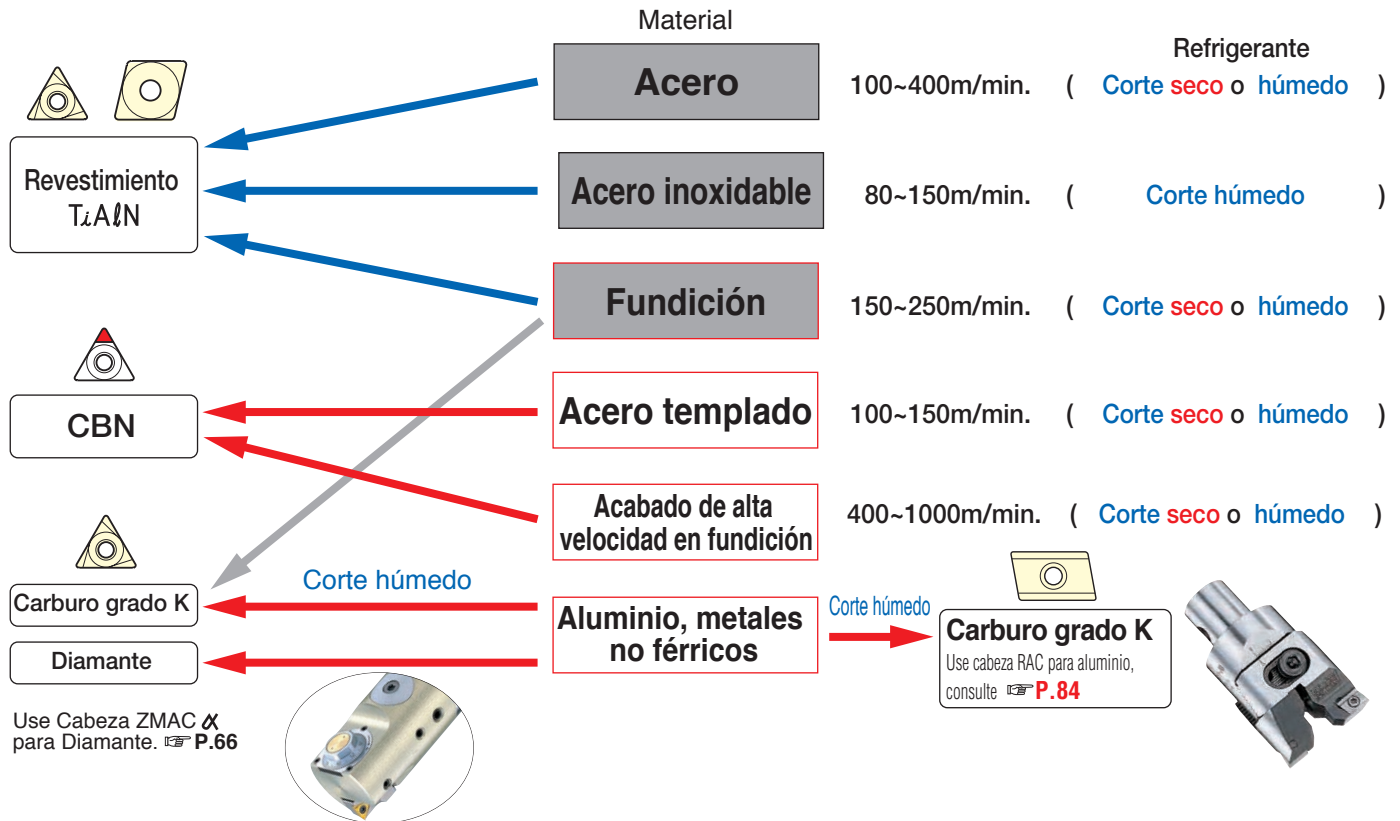 Material
Refrigerante
Acero
100~400m/min. ( Corte seco o húmedo )
Revestimiento
TiAlN
Acero inoxidable
80~150m/min. ( Corte húmedo )
Fundición
150~250m/min. ( Corte seco o húmedo )
CBN
Acero templado
100~150m/min. ( Corte seco o húmedo )
Acabado de alta
velocidad en fundición
400~1000m/min. ( Corte seco o húmedo )
Carburo grado K
Corte húmedo
Aluminio, metales
no férricos
Corte húmedo
Carburo grado K
Use cabeza RAC para aluminio,
consulte ☞ P.84
Diamante
Use Cabeza ZMAC α
para Diamante. ☞ P.66